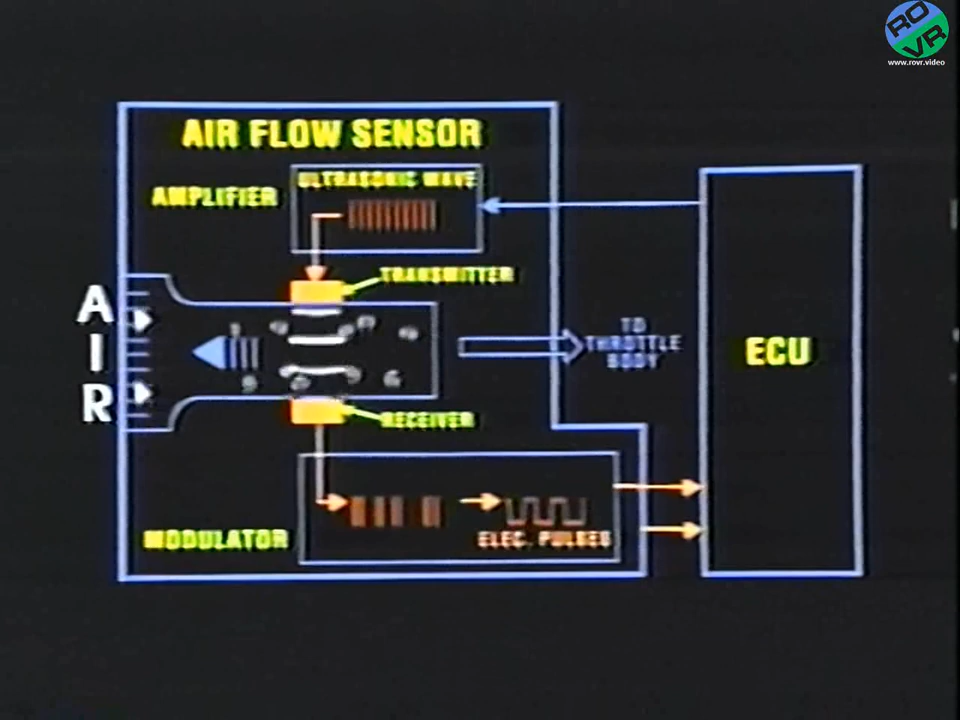 RO
VR
www.rovr.video
AIR FLOW SENSOR
ULTRASONIC WAVE
AMPLIFIER
TRANSMITTER
AIR
TO
THROTTLE
BODY
ECU
RECEIVER
MODULATOR
ELEC. PULSES